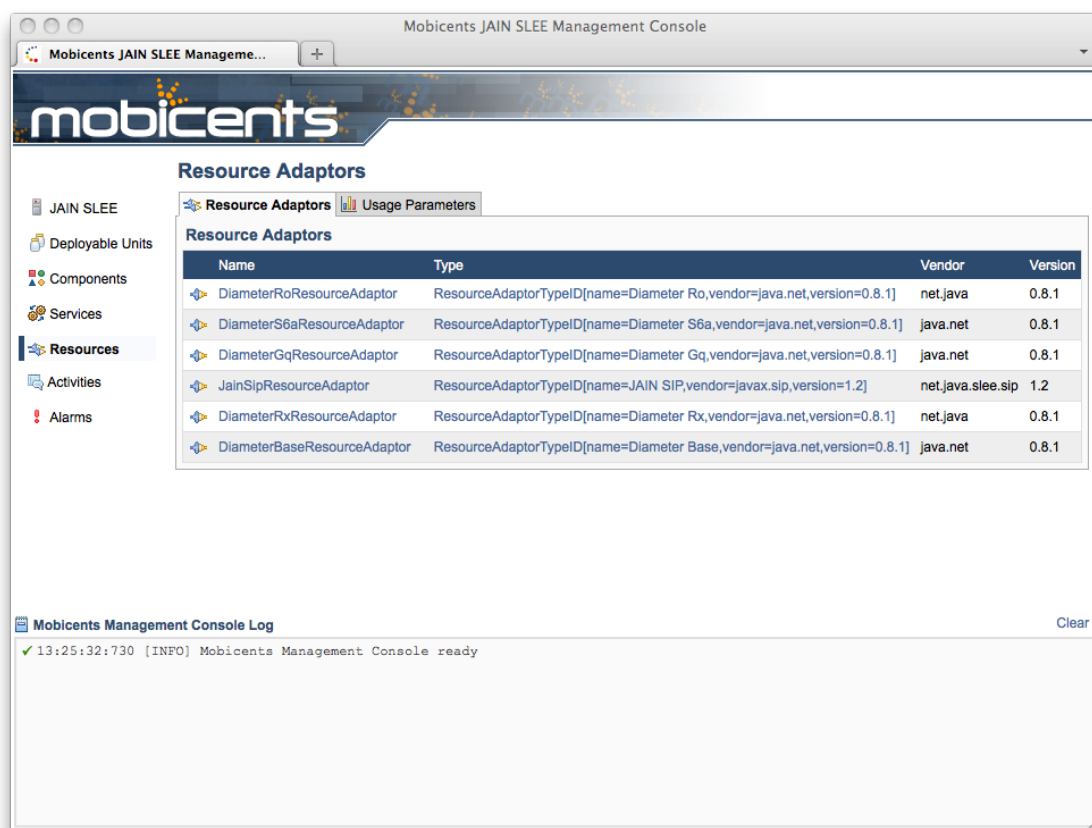 Mobicents JAIN SLEE Management Console
Mobicents JAIN SLEE Manageme...
mobicents
Resource Adaptors
JAIN SLEE
Deployable Units
Components
Services
Resources
Activities
Alarms
Resource Adaptors Usage Parameters
Resource Adaptors
Name Type Vendor Version
DiameterRoResourceAdaptor ResourceAdaptorTypeID[name=Diameter Ro,vendor=java.net,version=0.8.1] net.java 0.8.1
DiameterS6aResourceAdaptor ResourceAdaptorTypeID[name=Diameter S6a,vendor=java.net,version=0.8.1] java.net 0.8.1
DiameterGqResourceAdaptor ResourceAdaptorTypeID[name=Diameter Gq,vendor=java.net,version=0.8.1] java.net 0.8.1
JainSipResourceAdaptor ResourceAdaptorTypeID[name=JAIN SIP,vendor=javax.sip,version=1.2] net.java.slee.sip 1.2
DiameterRxResourceAdaptor ResourceAdaptorTypeID[name=Diameter Rx,vendor=java.net,version=0.8.1] net.java 0.8.1
DiameterBaseResourceAdaptor ResourceAdaptorTypeID[name=Diameter Base,vendor=java.net,version=0.8.1] java.net 0.8.1
Mobicents Management Console Log Clear
13:25:32:730 [INFO] Mobicents Management Console ready